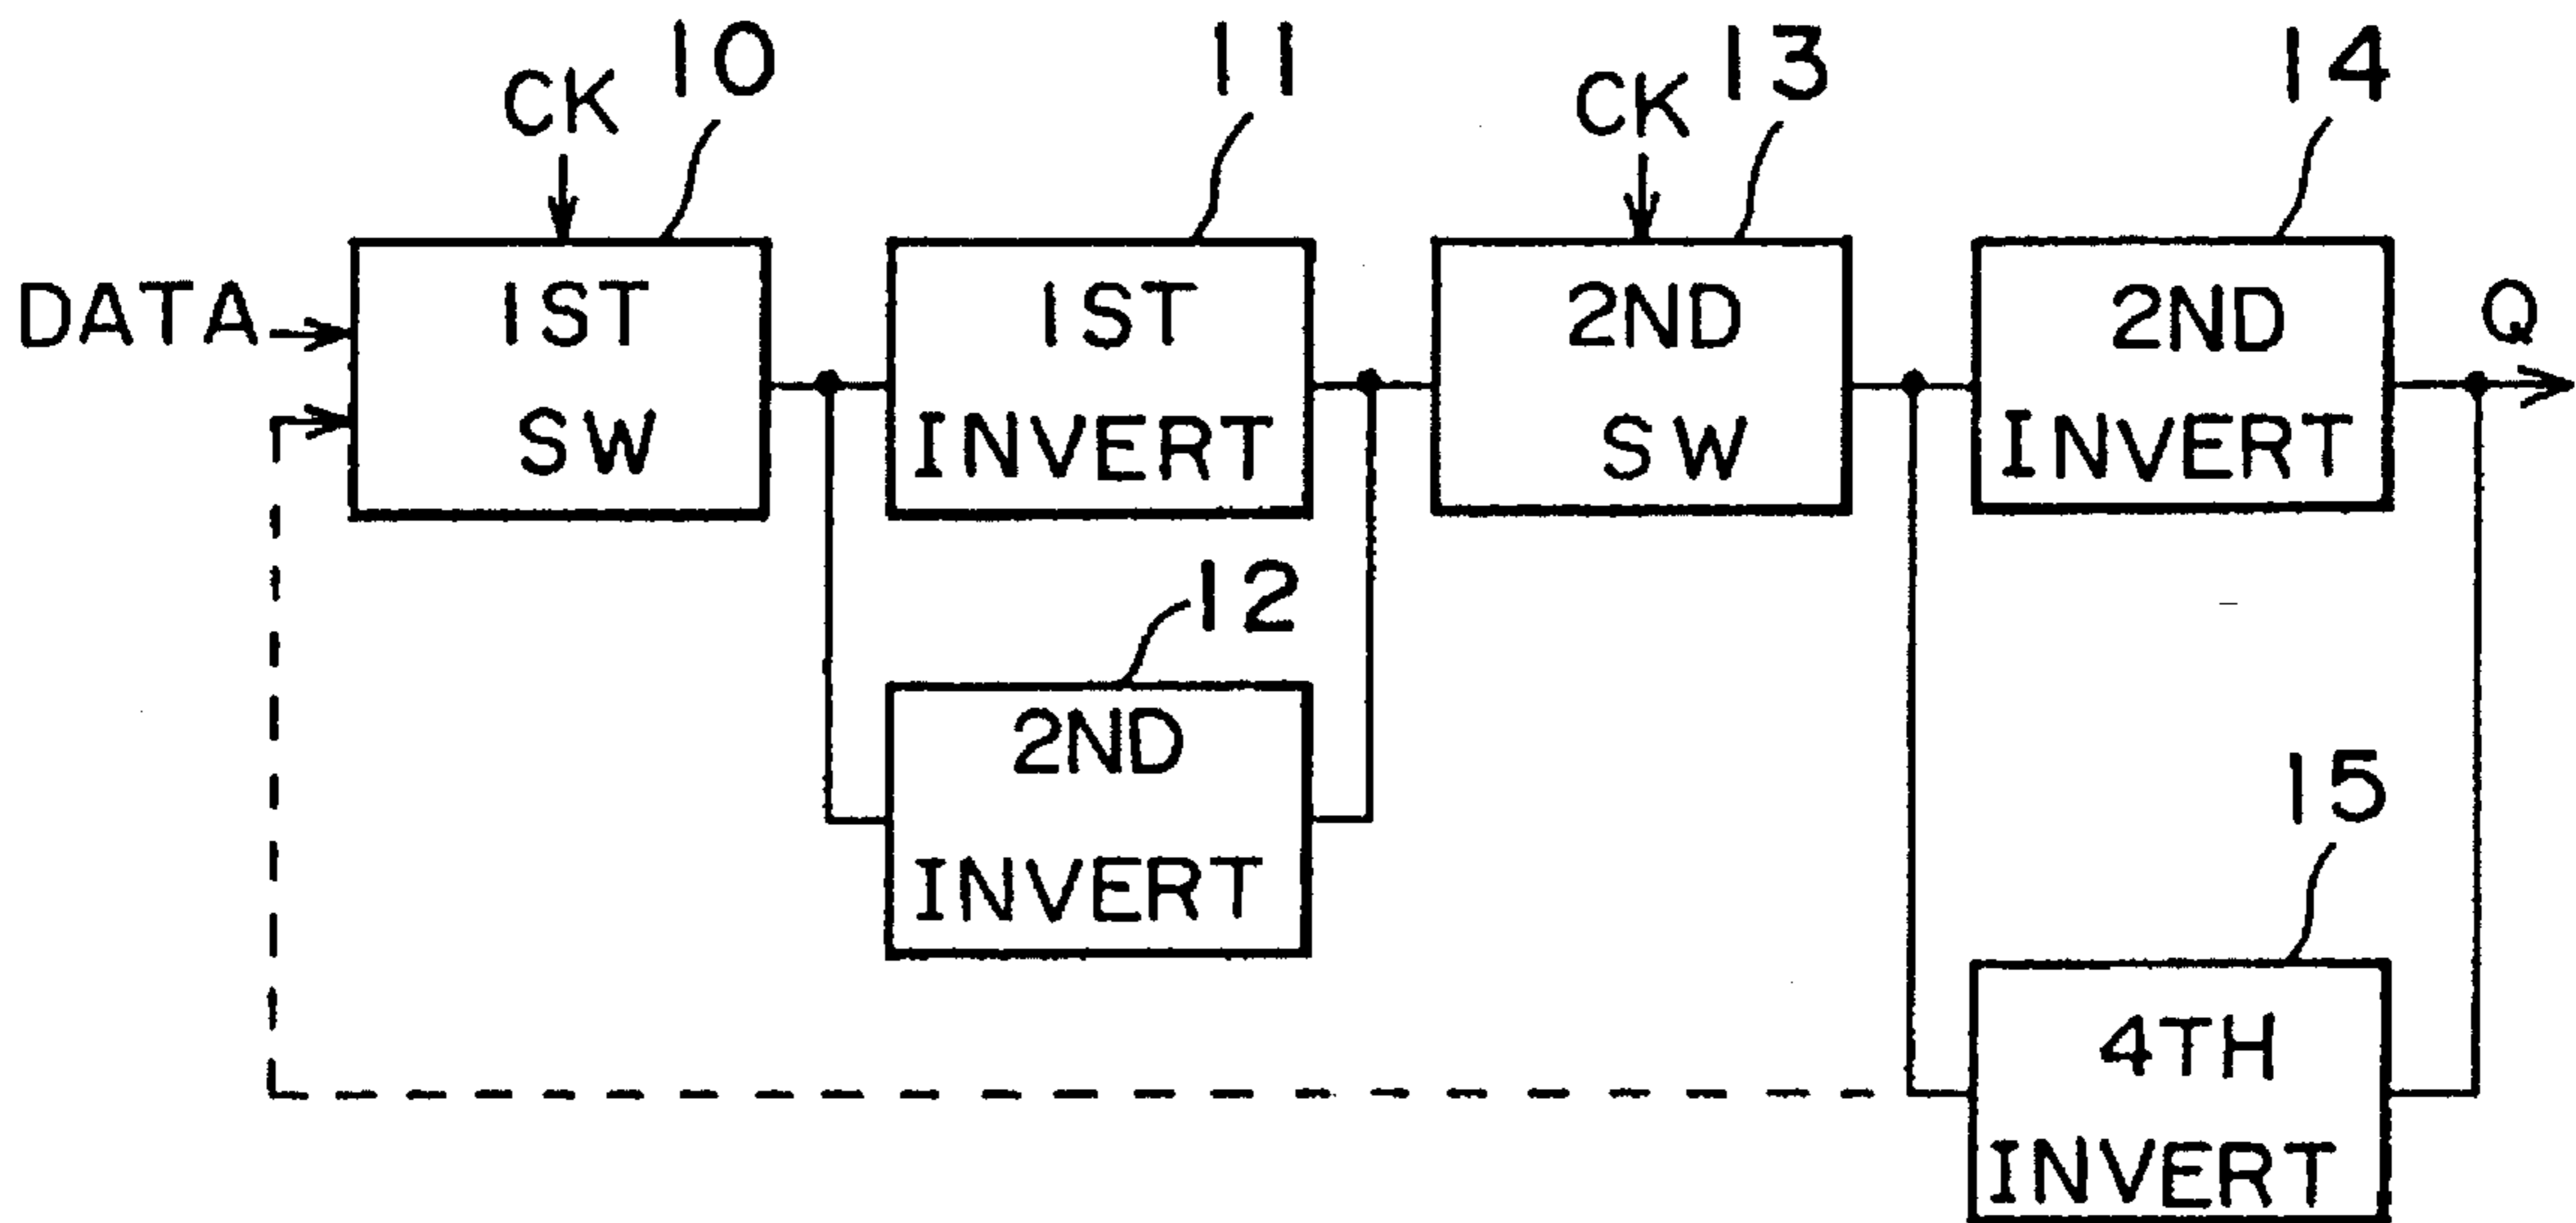 CK 10
11
CK 13
14
DATA
1ST
SW
1ST
INVERT
2ND
SW
2ND
INVERT
Q
12
2ND
INVERT
15
4TH
INVERT